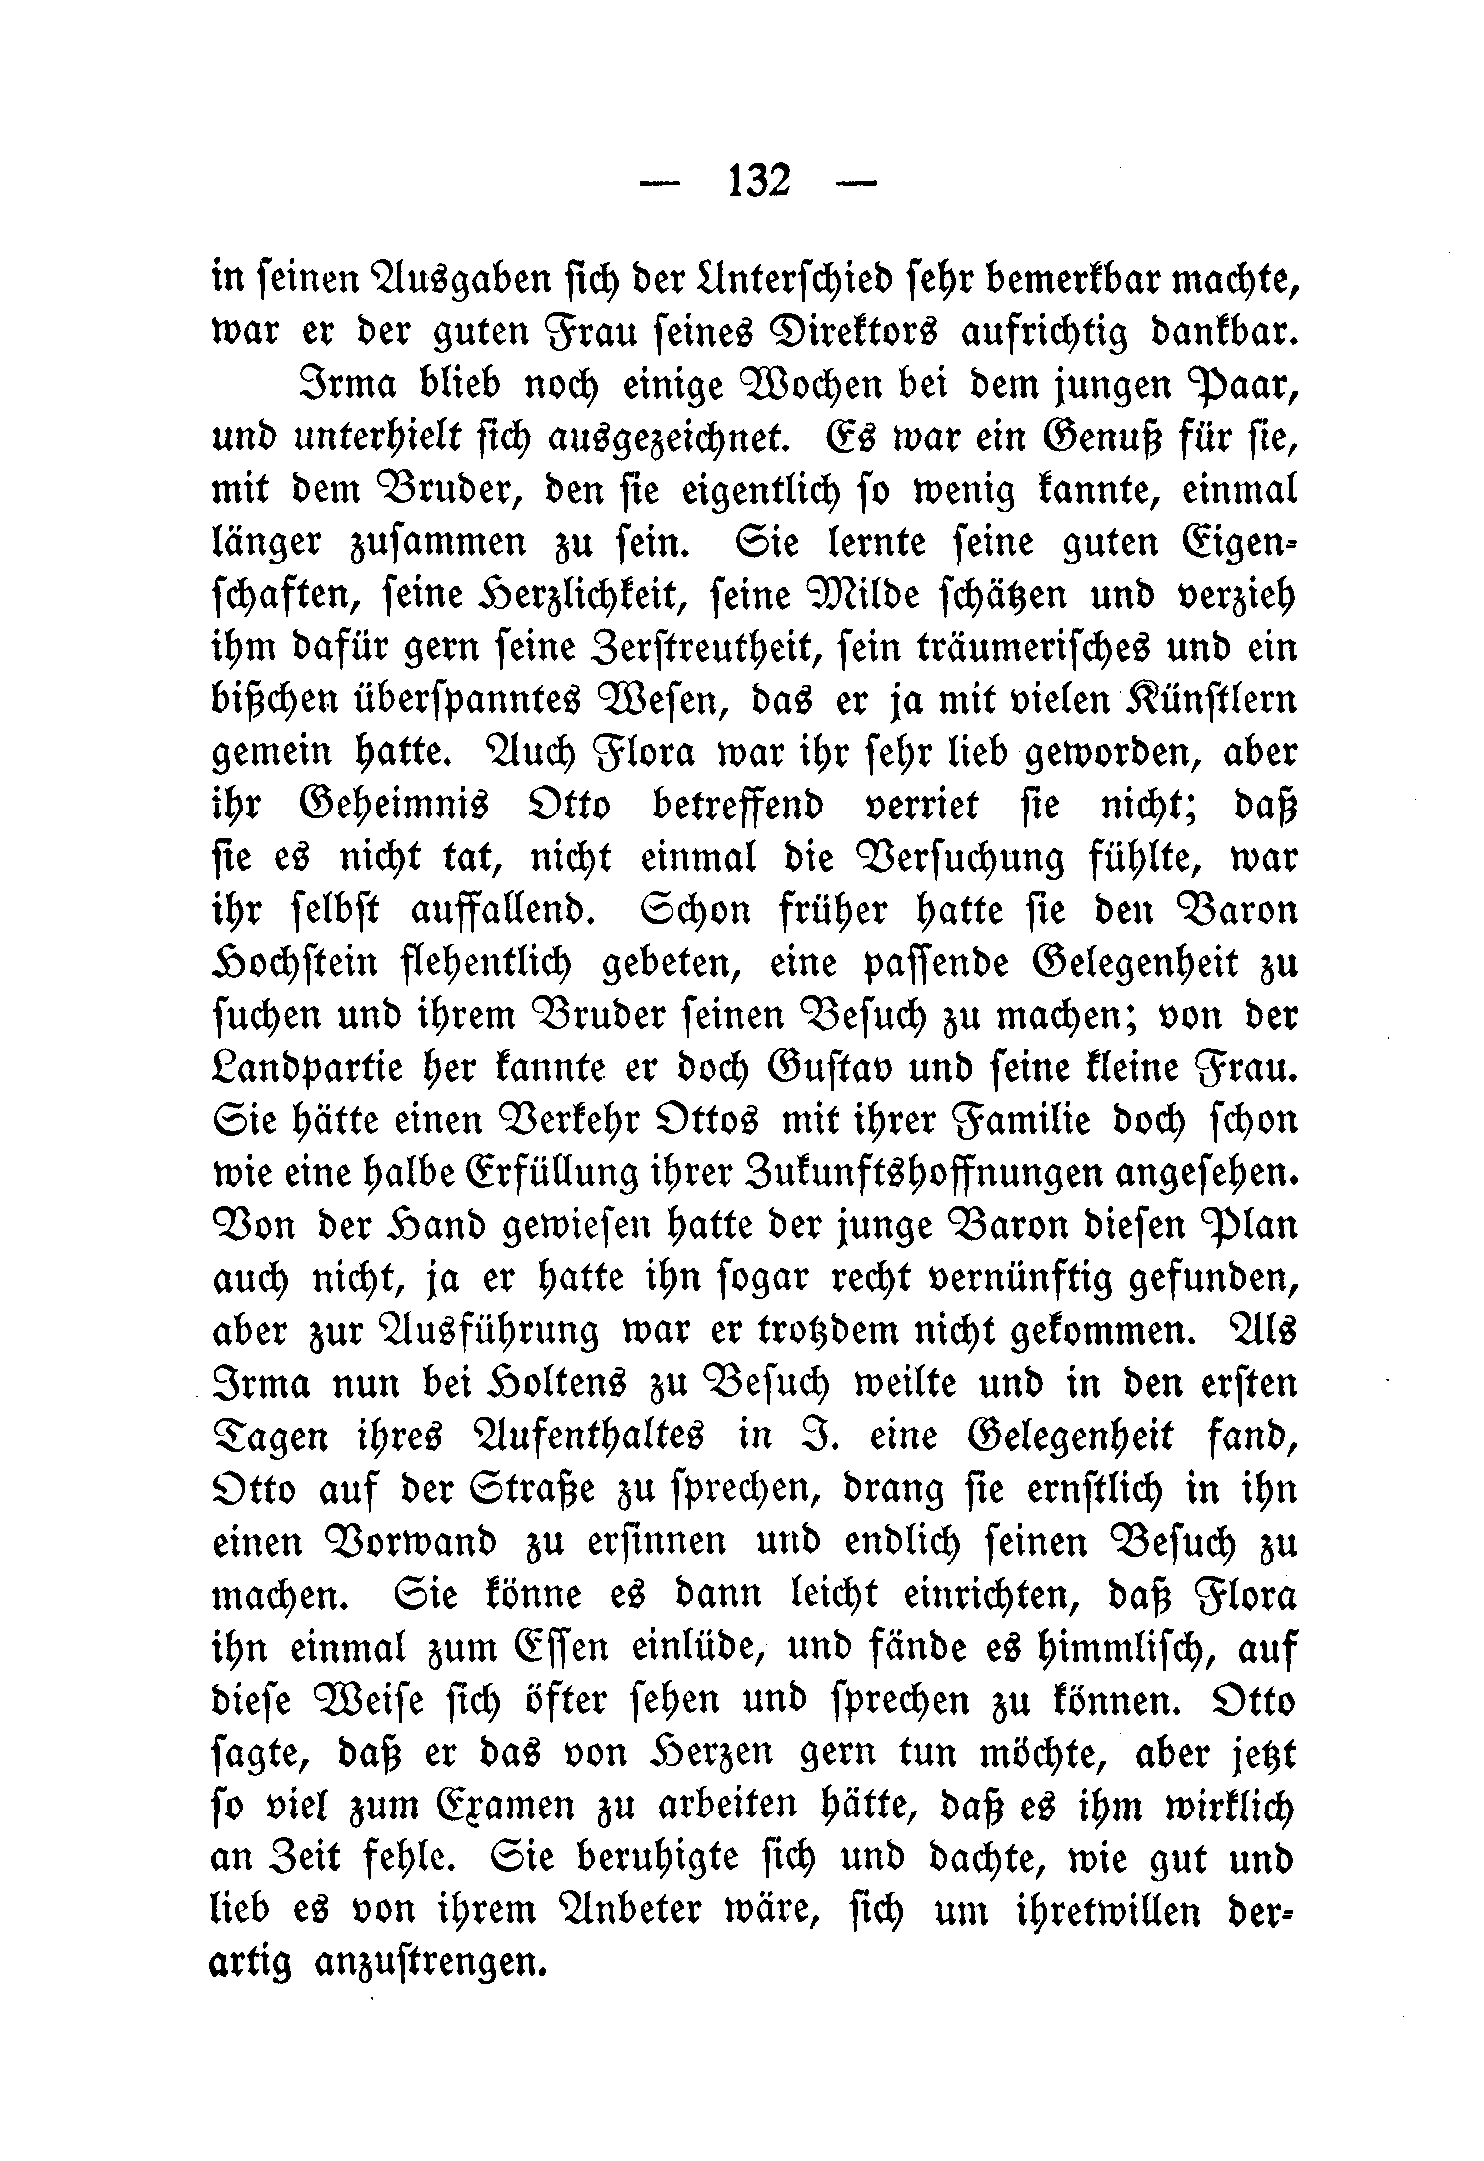 — 132 —
in seinen Ausgaben sich der Unterschied sehr bemerkbar machte,
war er der guten Frau seines Direktors aufrichtig dankbar.
Irma blieb noch einige Wochen bei dem jungen Paar,
und unterhielt sich ausgezeichnet. Es war ein Genuß für sie,
mit dem Bruder, den sie eigentlich so wenig kannte, einmal
länger zusammen zu sein. Sie lernte seine guten Eigen-
schaften, seine Herzlichkeit, seine Milde schätzen und verzieh
ihm dafür gern seine Zerstreutheit, sein träumerisches und ein
bißchen überspanntes Wesen, das er ja mit vielen Künstlern
gemein hatte. Auch Flora war ihr sehr lieb geworden, aber
ihr Geheimnis Otto betreffend verriet sie nicht; daß
sie es nicht tat, nicht einmal die Versuchung fühlte, war
ihr selbst auffallend. Schon früher hatte sie den Baron
Hochstein flehentlich gebeten, eine passende Gelegenheit zu
suchen und ihrem Bruder seinen Besuch zu machen; von der
Landpartie her kannte er doch Gustav und seine kleine Frau.
Sie hätte einen Verkehr Ottos mit ihrer Familie doch schon
wie eine halbe Erfüllung ihrer Zukunftshoffnungen angesehen.
Von der Hand gewiesen hatte der junge Baron diesen Plan
auch nicht, ja er hatte ihn sogar recht vernünftig gefunden,
aber zur Ausführung war er trotzdem nicht gekommen. Als
Irma nun bei Holtens zu Besuch weilte und in den ersten
Tagen ihres Aufenthaltes in J. eine Gelegenheit fand,
Otto auf der Straße zu sprechen, drang sie ernstlich in ihn
einen Vorwand zu ersinnen und endlich seinen Besuch zu
machen. Sie könne es dann leicht einrichten, daß Flora
ihn einmal zum Essen einlüde, und fände es himmlisch, auf
diese Weise sich öfter sehen und sprechen zu können. Otto
sagte, daß er das von Herzen gern tun möchte, aber jetzt
so viel zum Examen zu arbeiten hätte, daß es ihm wirklich
an Zeit fehle. Sie beruhigte sich und dachte, wie gut und
lieb es von ihrem Anbeter wäre, sich um ihretwillen der-
artig anzustrengen.